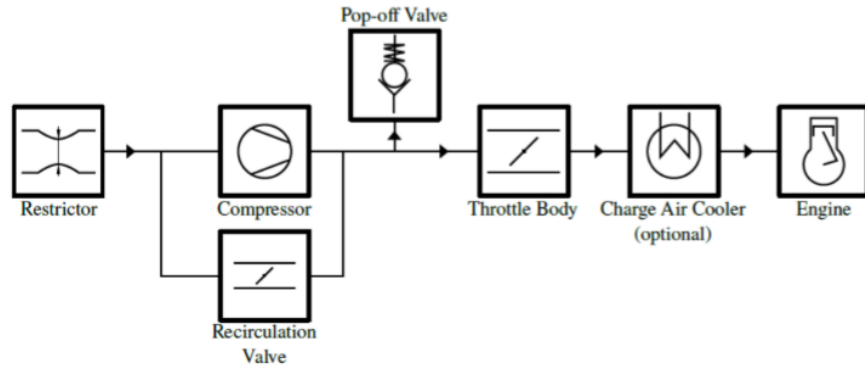 Pop-off Valve
Restrictor
Compressor
Throttle Body
Charge Air Cooler
(optional)
Engine
Recirculation
Valve